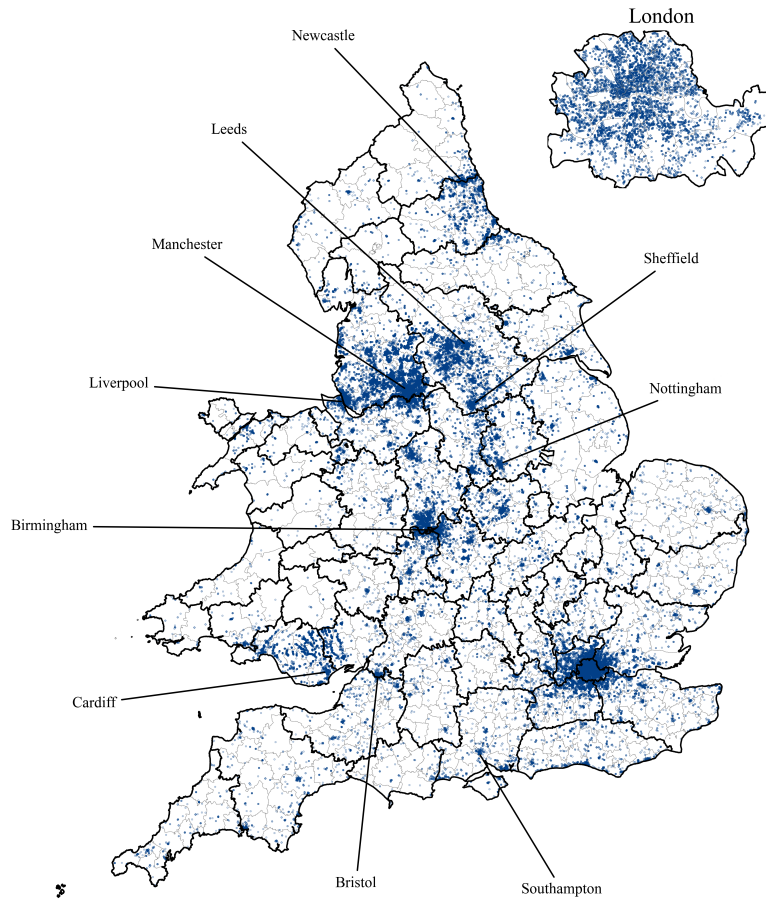 London
Newcastle
Leeds
Manchester
Sheffield
Liverpool
Nottingham
Birmingham
Cardiff
Bristol
Southampton